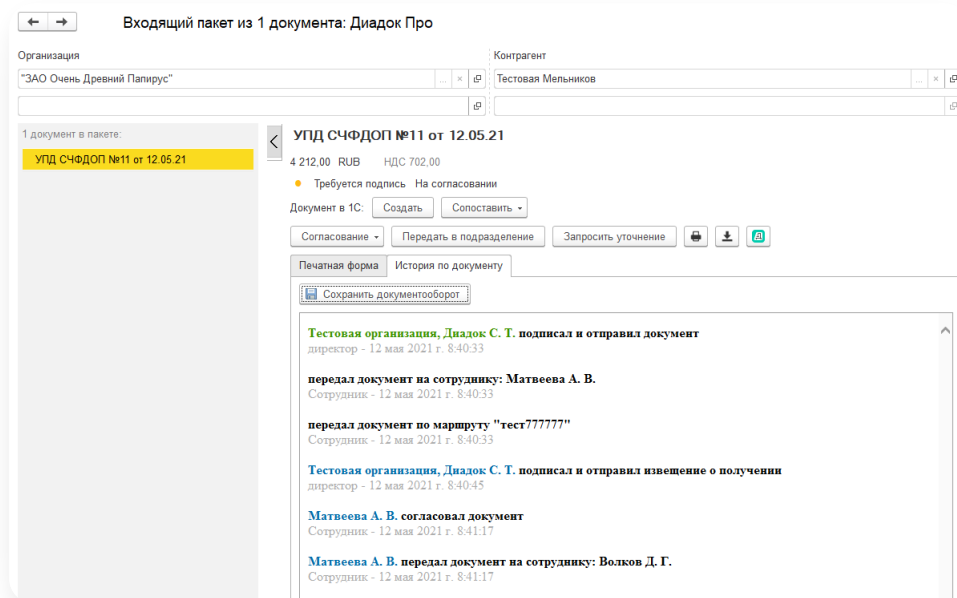 Входящий пакет из 1 документа: Диадок Про
Организация
Контрагент
"ЗАО Очень Древний Папирус"
Тестовая Мельников
1 документ в пакете:
УПД СЧФДОП №11 от 12.05.21
УПД СЧФДОП №11 от 12.05.21
4 212,00 RUB НДС 702,00
Требуется подпись На согласовании
Документ в 1С: Создать Сопоставить
Согласование Передать в подразделение Запросить уточнение
Печатная форма История по документу
Сохранить документооборот
Тестовая организация, Диадок С. Т. подписал и отправил документ
директор - 12 мая 2021 г. 8:40:33
передал документ на сотруднику: Матвеева А. В.
Сотрудник - 12 мая 2021 г. 8:40:33
передал документ по маршруту "тест777777"
Сотрудник - 12 мая 2021 г. 8:40:33
Тестовая организация, Диадок С. Т. подписал и отправил извещение о получении
директор - 12 мая 2021 г. 8:40:45
Матвеева А. В. согласовал документ
Сотрудник - 12 мая 2021 г. 8:41:17
Матвеева А. В. передал документ на сотруднику: Волков Д. Г.
Сотрудник - 12 мая 2021 г. 8:41:17